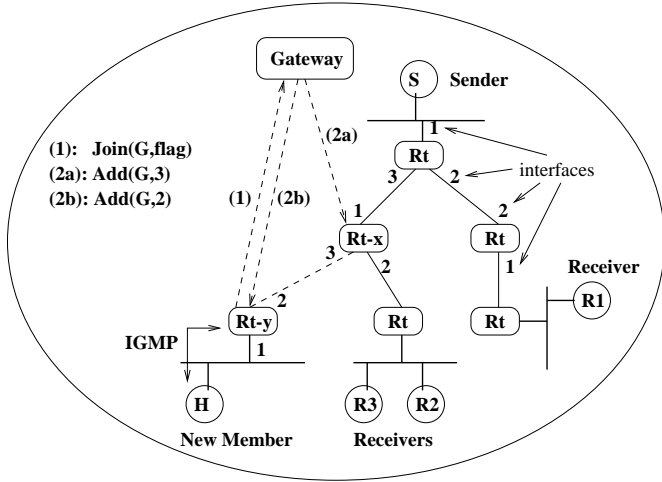 Gateway
S
Sender
(1): Join(G,flag)
(2a): Add(G,3)
(2b): Add(G,2)
(2a)
1
Rt
interfaces
3
2
(1)
(2b)
2
1
Rt-x
Rt
3
2
1
Receiver
2
R1
Rt-y
Rt
Rt
IGMP
1
H
R3
R2
New Member
Receivers